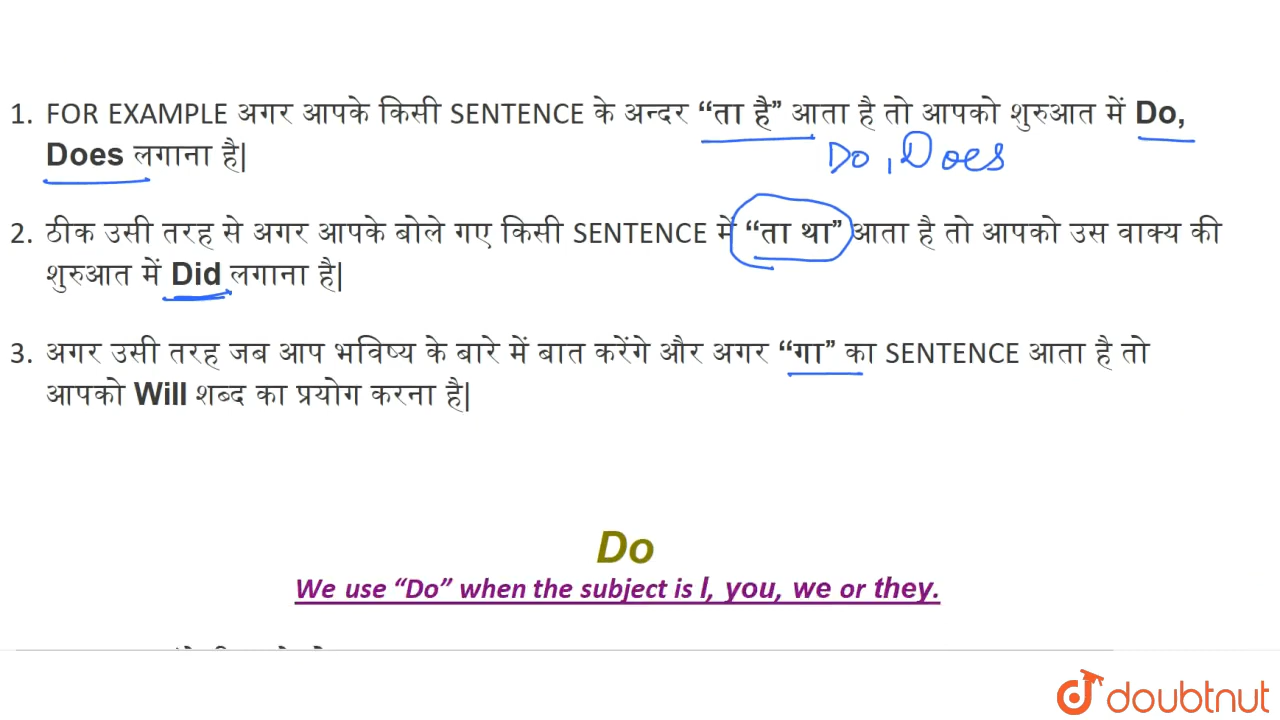 1. FOR EXAMPLE अगर आपके किसी SENTENCE के अन्दर “ता है” आता है तो आपको शुरुआत में Do,
Does लगाना है|
Do, Does
2. ठीक उसी तरह से अगर आपके बोले गए किसी SENTENCE में “ता था” आता है तो आपको उस वाक्य की
शुरुआत में Did लगाना है|
3. अगर उसी तरह जब आप भविष्य के बारे में बात करेंगे और अगर “गा” का SENTENCE आता है तो
आपको Will शब्द का प्रयोग करना है|
Do
We use “Do” when the subject is I, you, we or they.
doubtnut